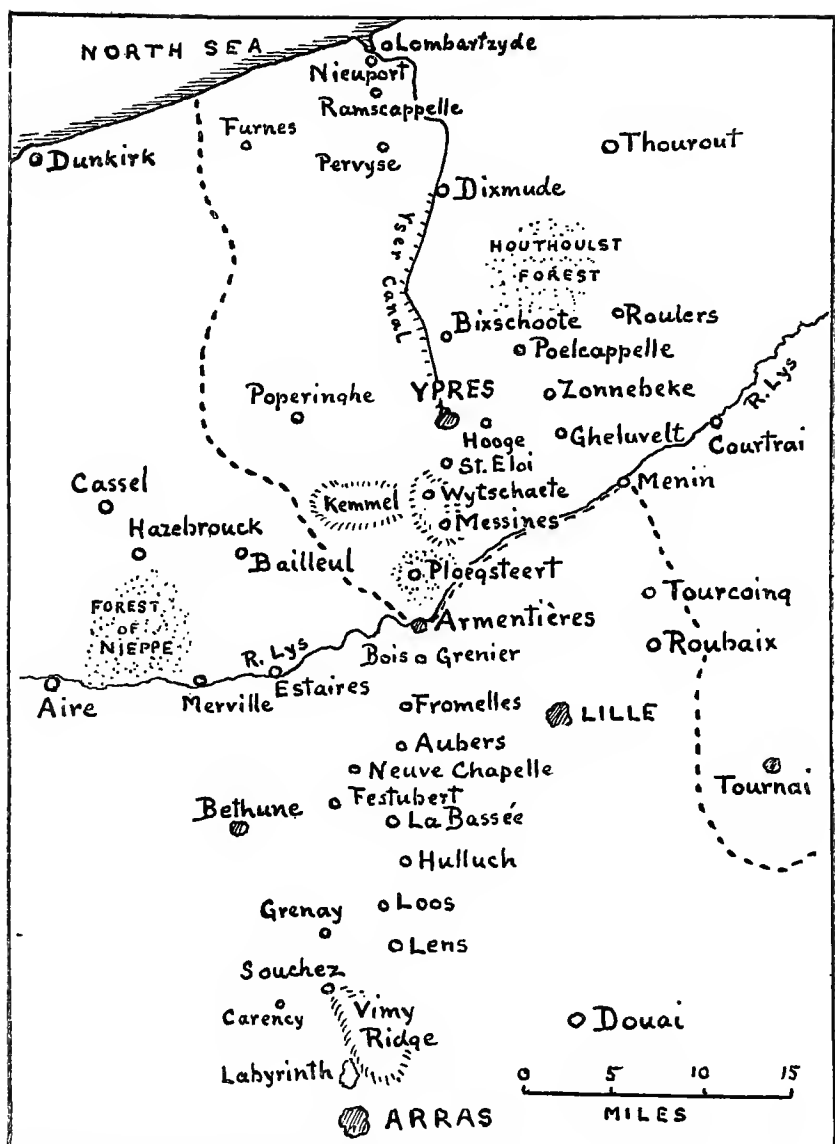 NORTH SEA
Lombartzyde
Nieuport
Ramscappelle
Furnes
Pervyse
Thourout
Dunkirk
Dixmude
Yser Canal
HOUTHOULST
FOREST
Bixschoote
Roulers
Poelcappelle
R. Lys
YPRES
Zonnebeke
Poperinghe
Hooge
Gheluvelt
Courtrai
St. Eloi
Cassel
Kemmel
Wytschaete
Menin
Messines
Hazebrouck
Bailleul
Ploegsteert
Tourcoing
FOREST
OF
NIEPPE
Armentières
Roubaix
R. Lys
Bois Grenier
Aire
Merville
Estaires
Fromelles
LILLE
Aubers
Neuve Chapelle
Tournai
Bethune
Festubert
La Bassée
Hulluch
Grenay
Loos
Lens
Souchez
Carency
Vimy
Ridge
Douai
Labyrinth
0 5 10 15
MILES
ARRAS